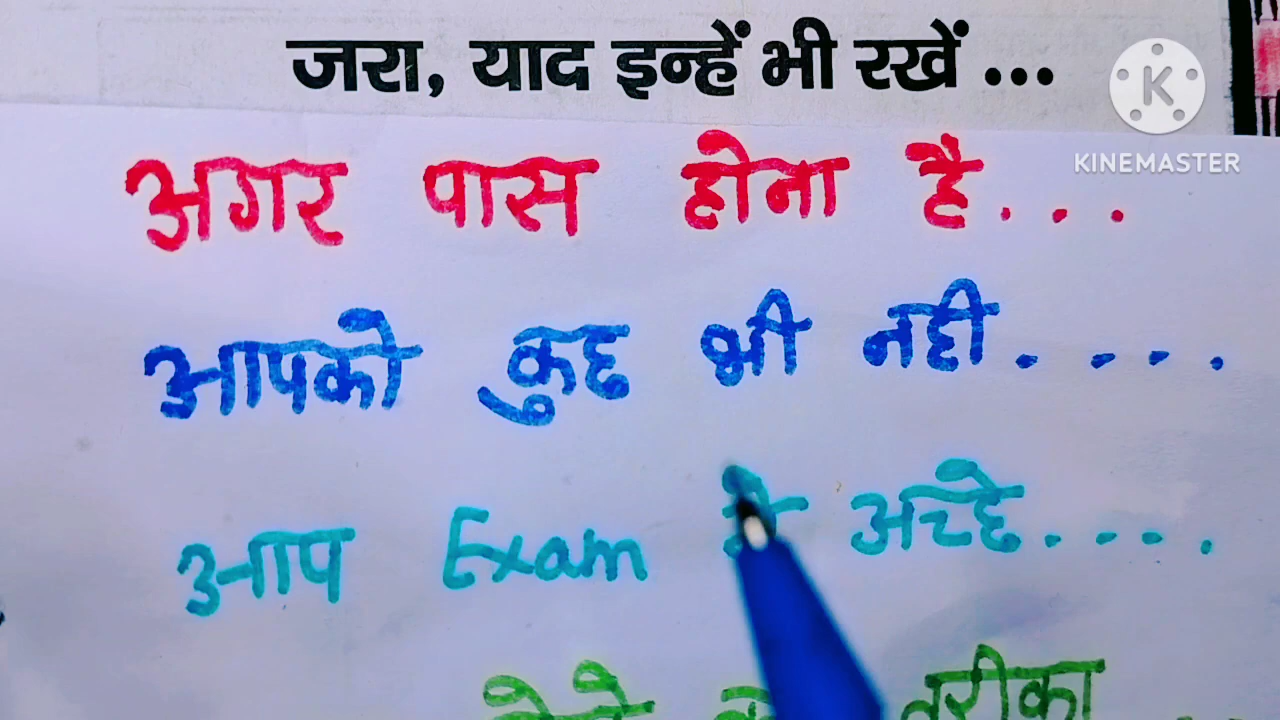 जरा, याद इन्हें भी रखें ...
KINEMASTER
अगर पास होना है...
आपको कुछ भी नही....
आप Exam में अच्छे....
तरीका